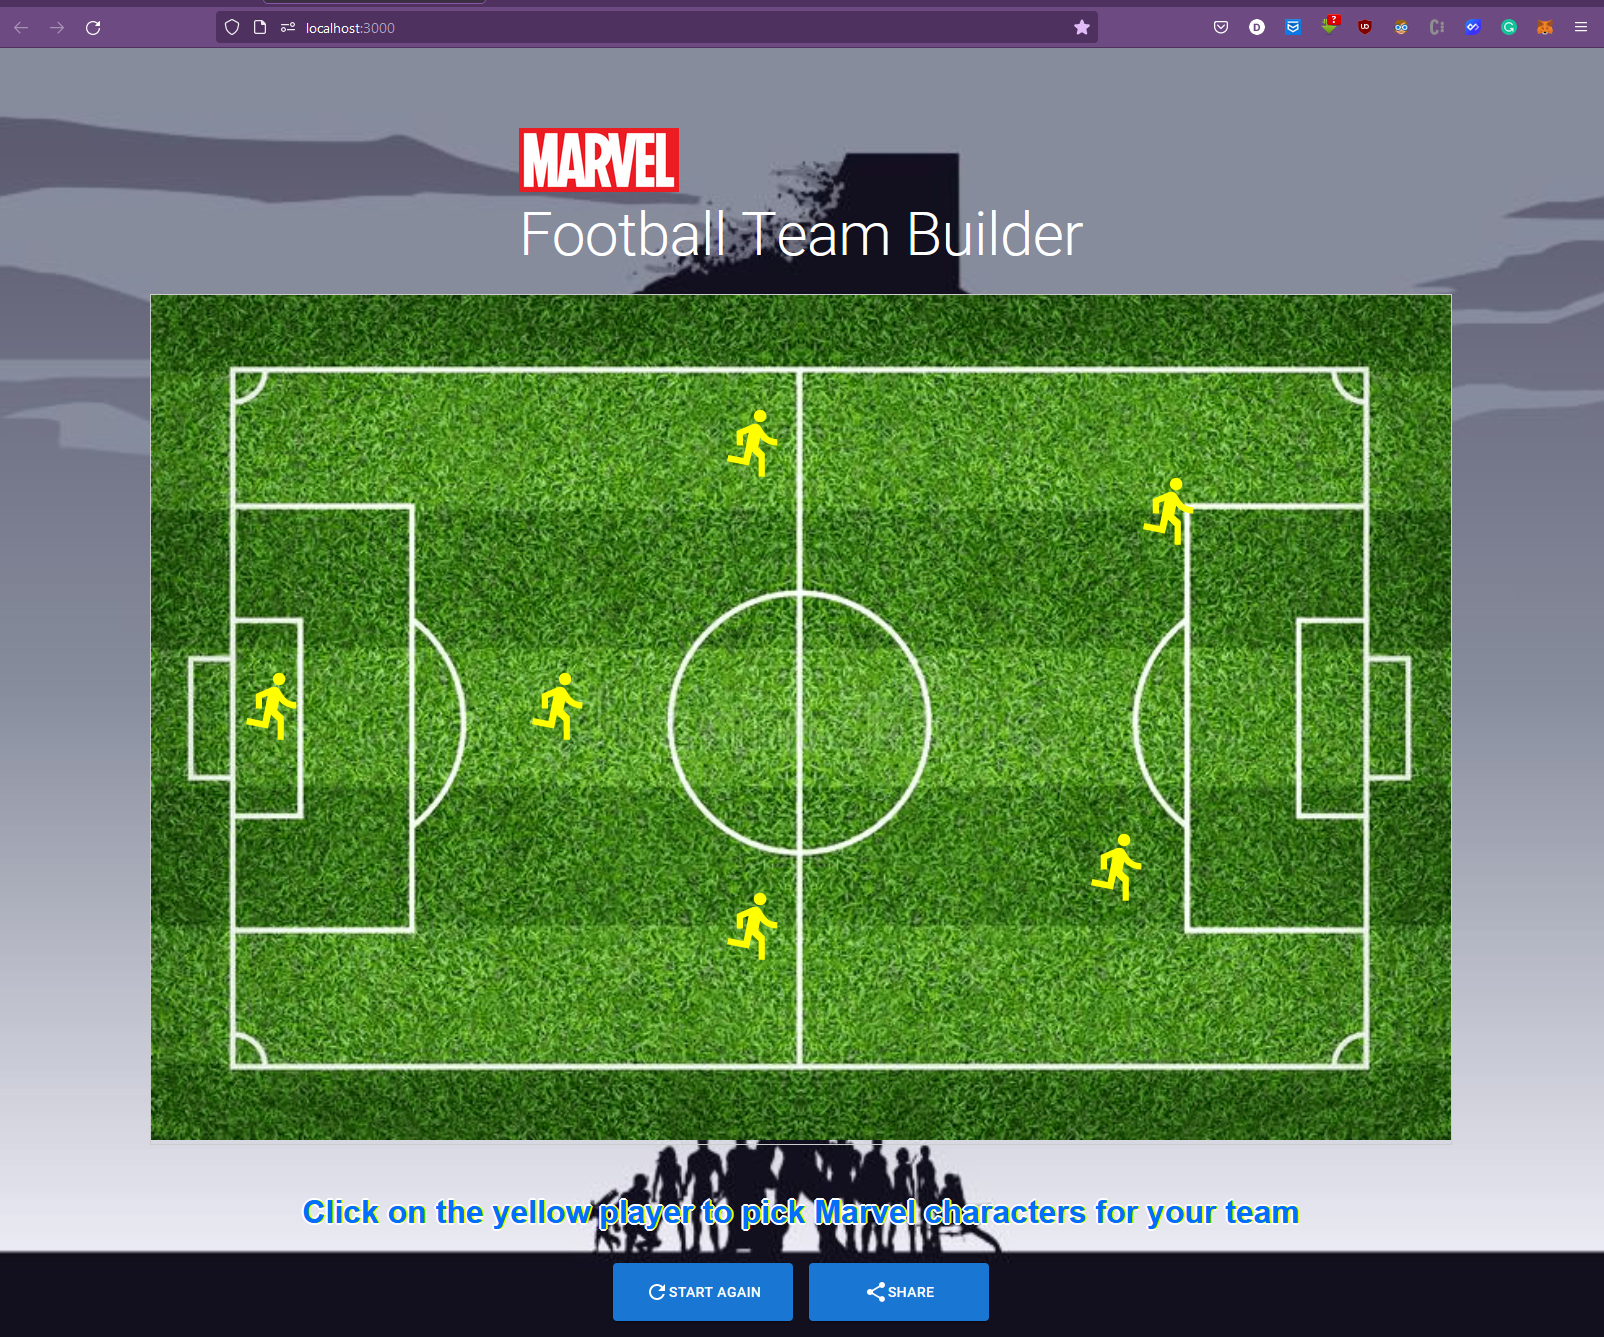 localhost:3000
MARVEL
Football Team Builder
Click on the yellow player to pick Marvel characters for your team
START AGAIN
SHARE